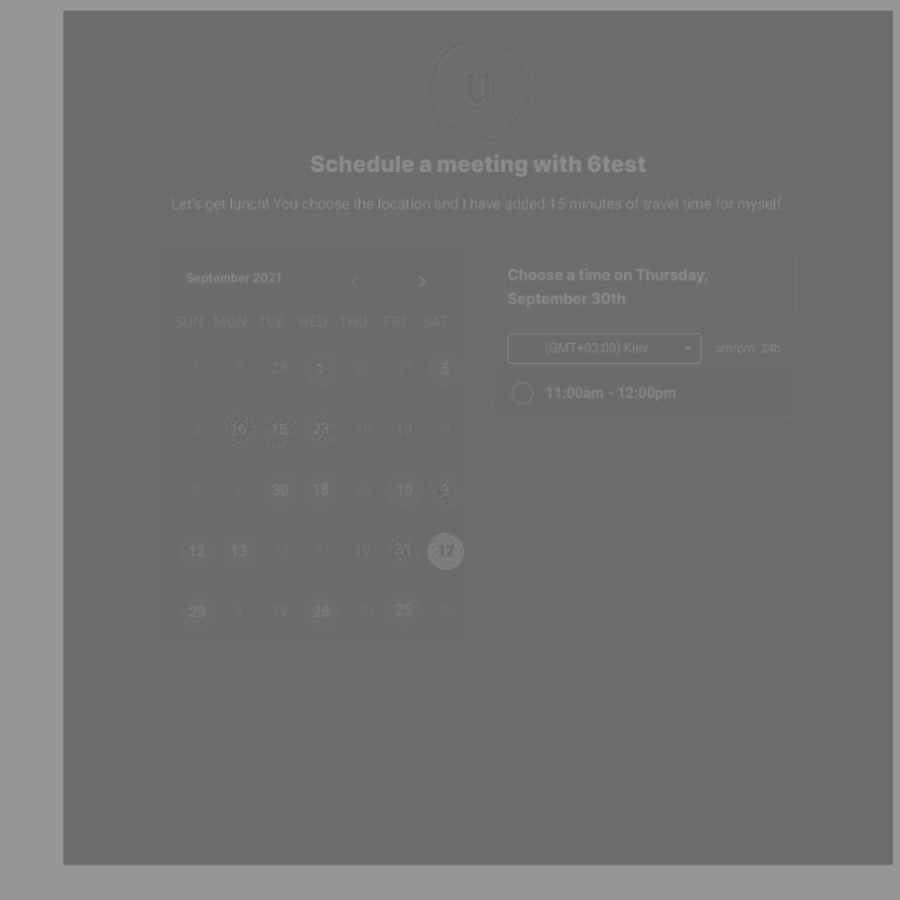 u
Schedule a meeting with 6test
Let's get lunch! You choose the location and I have added 15 minutes of travel time for myself.
September 2021
SUN MON TUE WED THU FRI SAT
28 1 22 5
3 16 15 23 18 19 3
8 2 30 18 23 10 9
12 13 13 31 19 31 12
29 9 19 26 20 25
Choose a time on Thursday,
September 30th
(GMT+03:00) Kiev
am/pm 24h
11:00am - 12:00pm